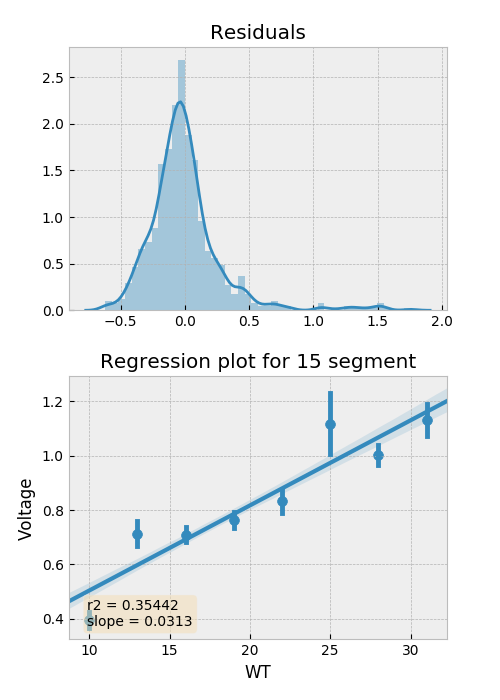 Residuals
2.5
2.0
1.5
1.0
0.5
0.0
−0.5 0.0 0.5 1.0 1.5 2.0
Regression plot for 15 segment
1.2
1.0
0.8
0.6
0.4
Voltage
r2 = 0.35442
slope = 0.0313
10 15 20 25 30
WT